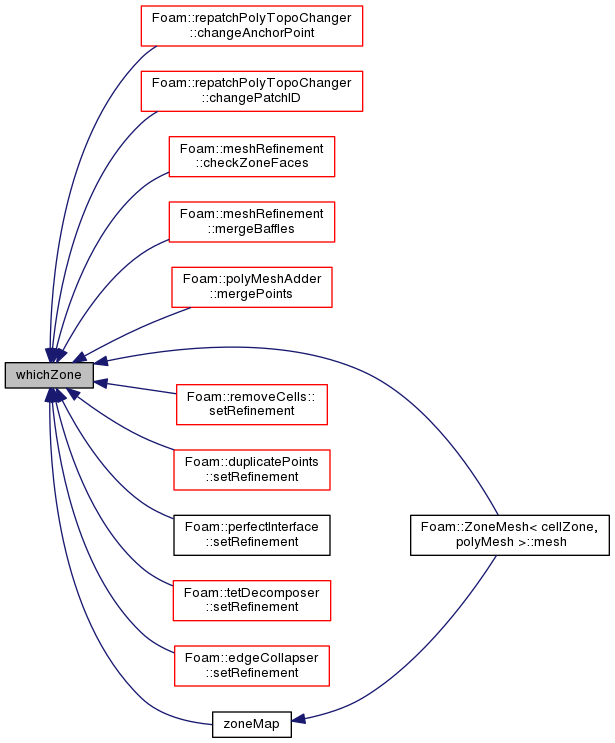 Foam::repatchPolyTopoChanger
::changeAnchorPoint
Foam::repatchPolyTopoChanger
::changePatchID
Foam::meshRefinement
::checkZoneFaces
Foam::meshRefinement
::mergeBaffles
Foam::polyMeshAdder
::mergePoints
whichZone
Foam::removeCells::
setRefinement
Foam::duplicatePoints
::setRefinement
Foam::perfectInterface
::setRefinement
Foam::ZoneMesh< cellZone,
polyMesh >::mesh
Foam::tetDecomposer
::setRefinement
Foam::edgeCollapser
::setRefinement
zoneMap